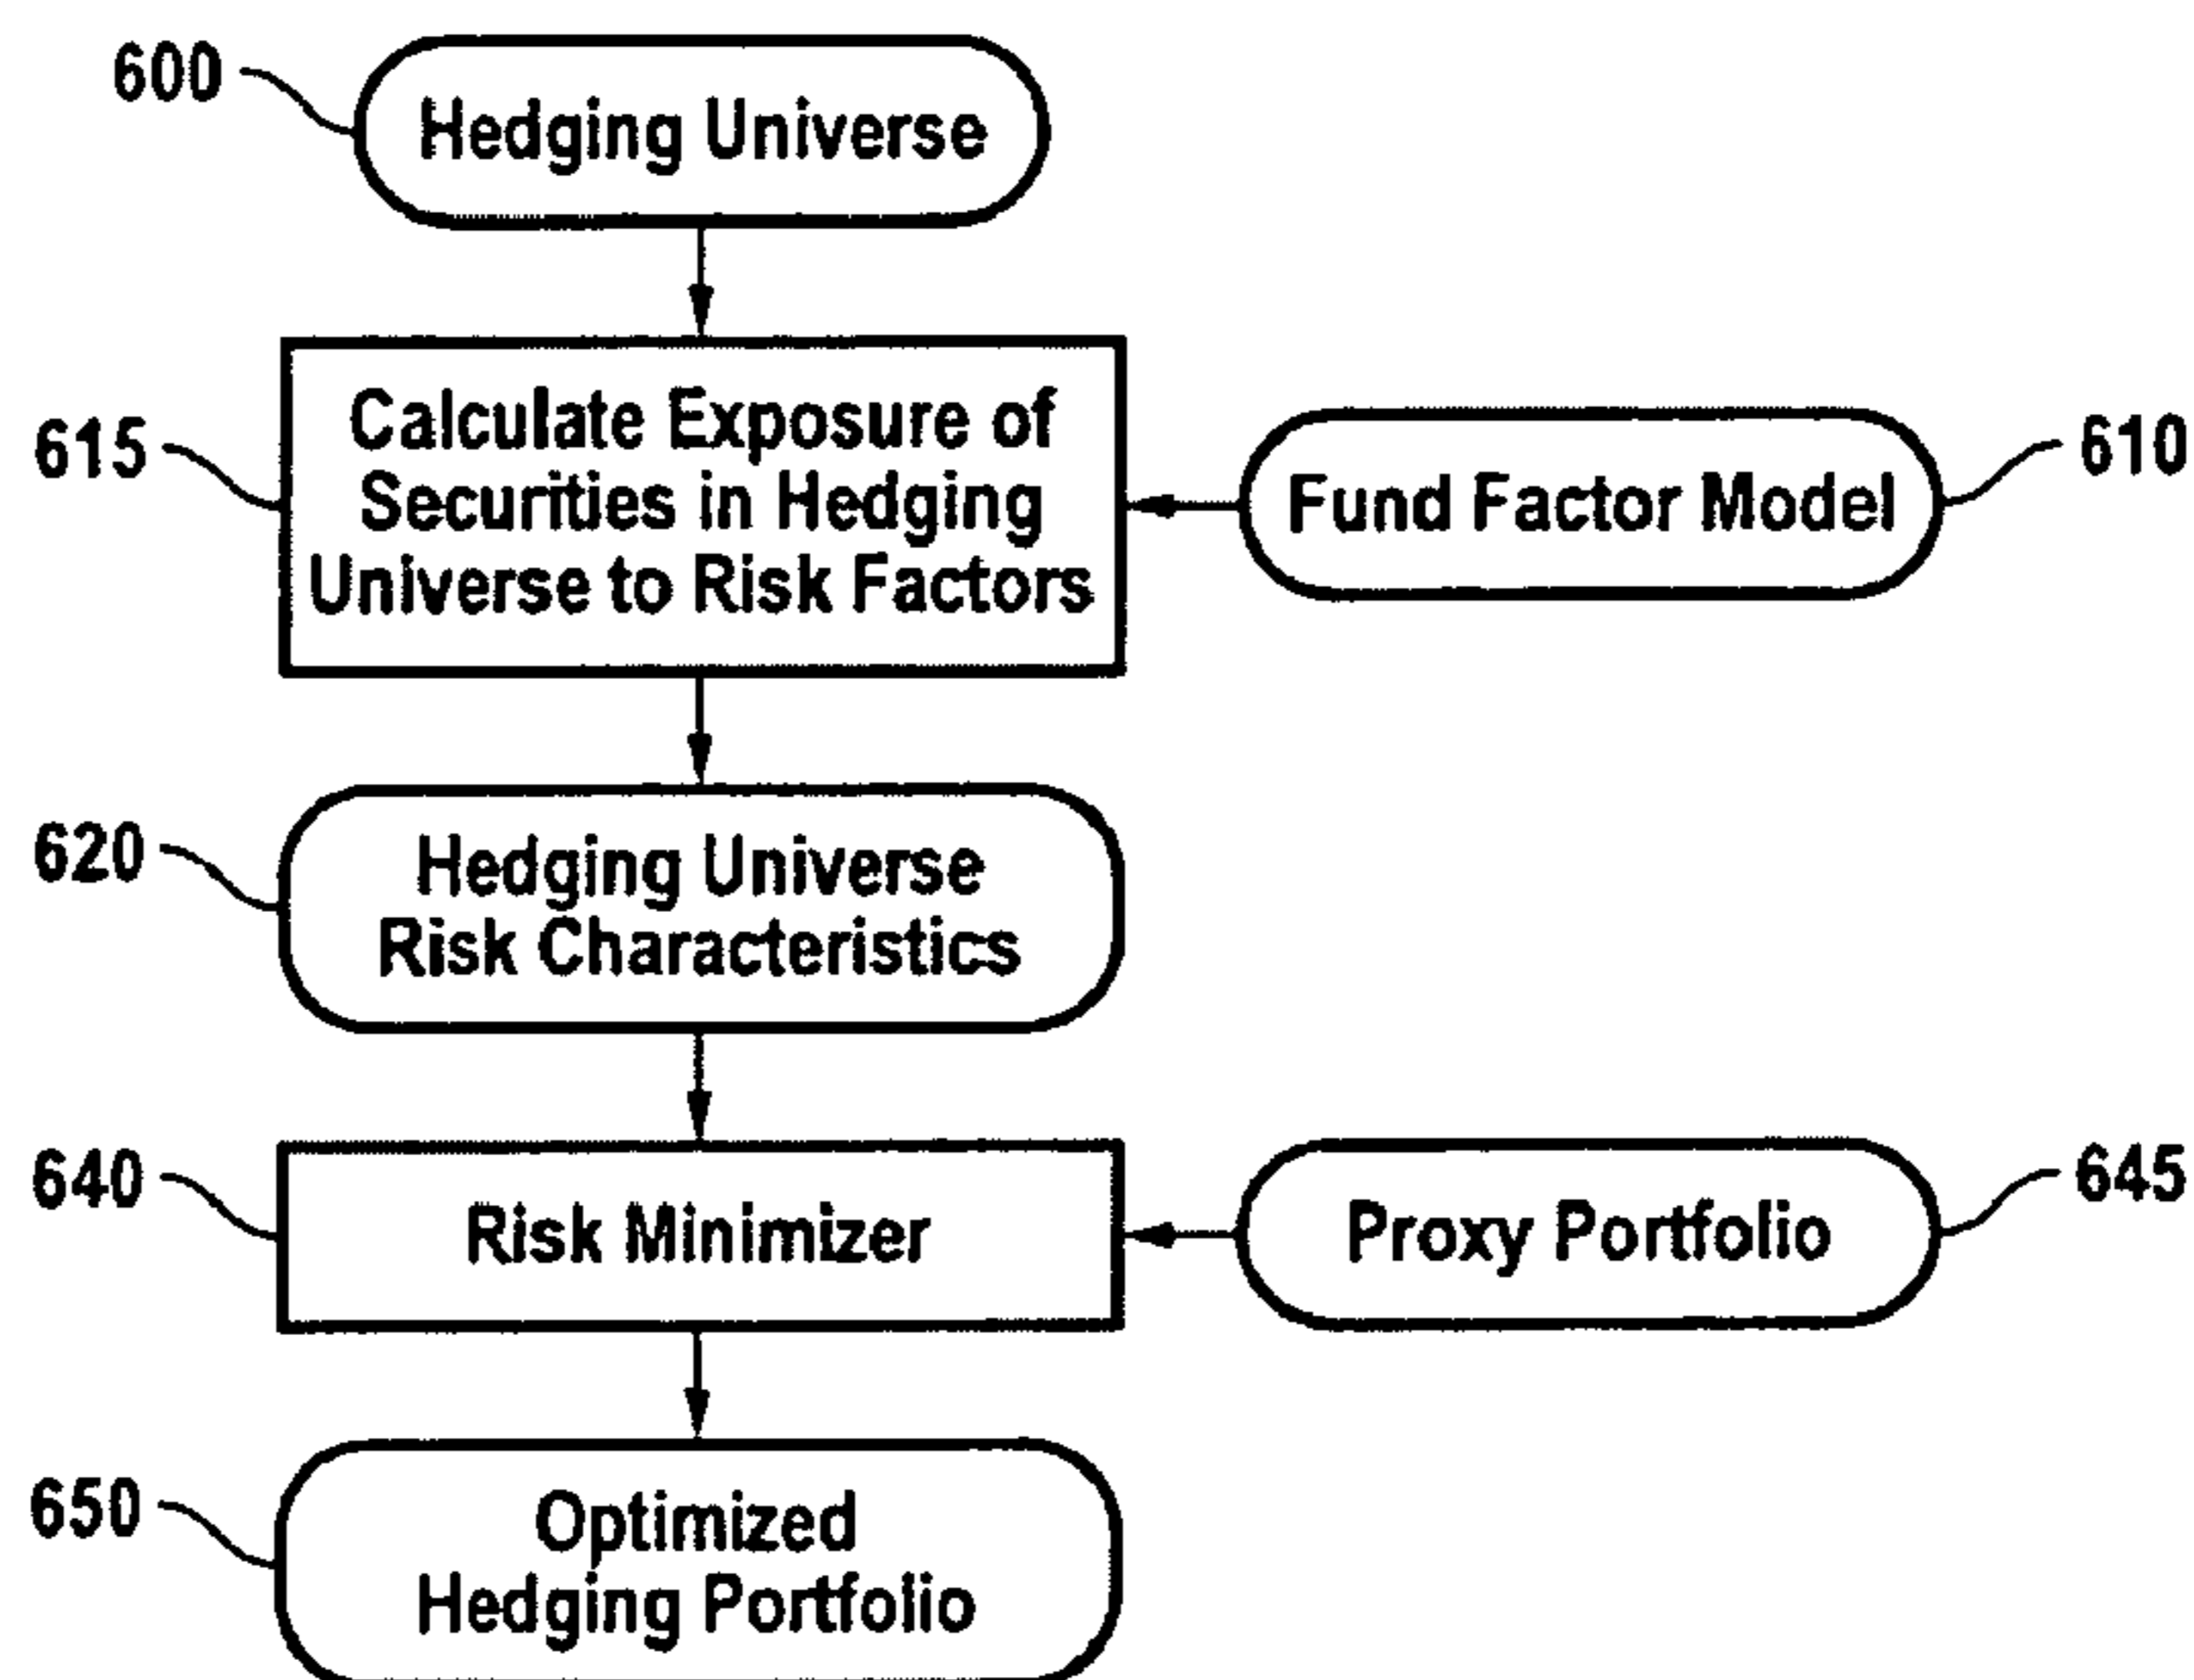 600
Hedging Universe
615
Calculate Exposure of
Securities in Hedging
Universe to Risk Factors
Fund Factor Model
610
620
Hedging Universe
Risk Characteristics
640
Risk Minimizer
Proxy Portfolio
645
650
Optimized
Hedging Portfolio